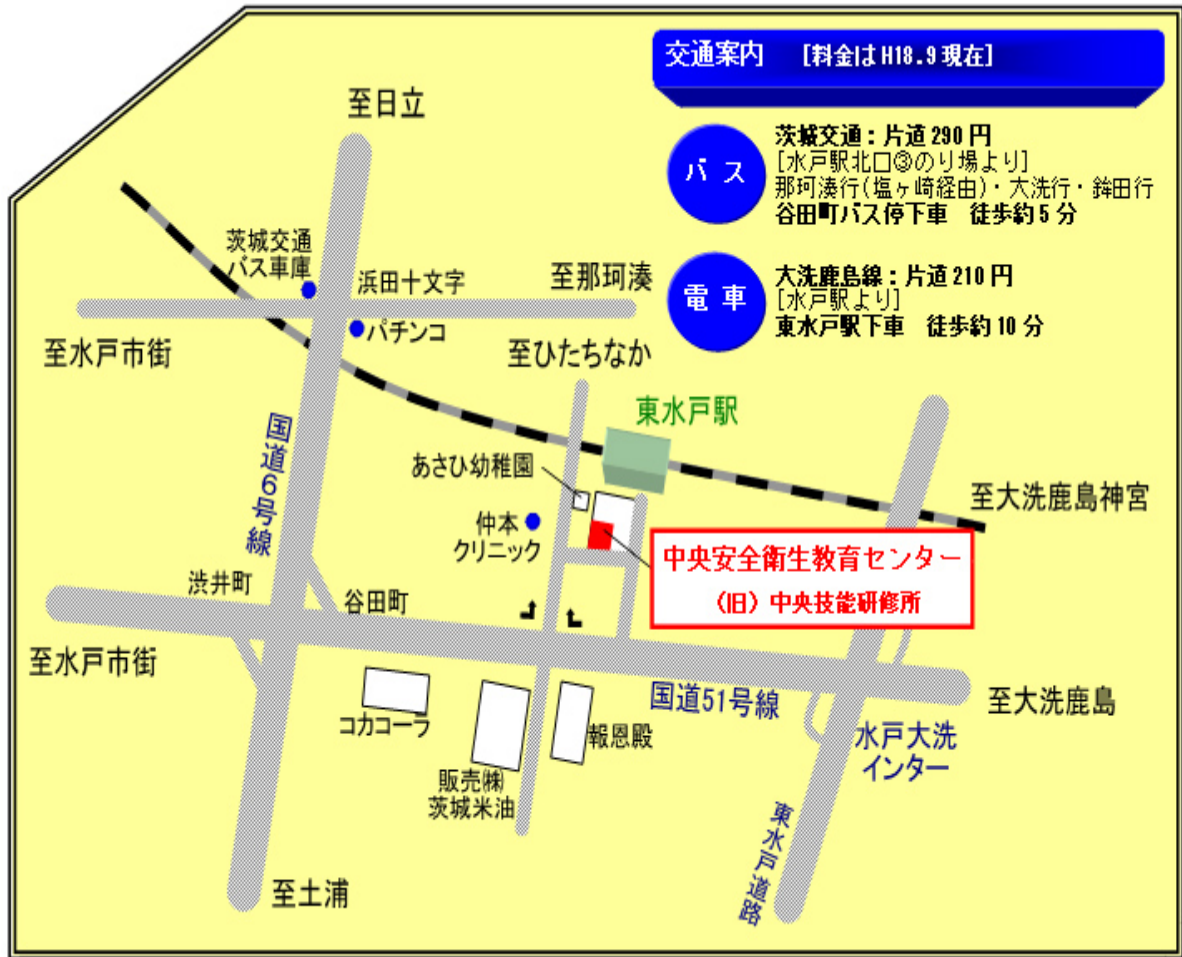 交通案内 [料金はH18.9現在]
バス
茨城交通：片道290円
[水戸駅北口③のり場より]
那珂湊行(塩ヶ崎経由)・大洗行・鉾田行
谷田町バス停下車 徒歩約5分
電車
大洗鹿島線：片道210円
[水戸駅より]
東水戸駅下車 徒歩約10分
至日立
茨城交通
バス車庫
浜田十文字
至那珂湊
パチンコ
至水戸市街
至ひたちなか
東水戸駅
国道6号線
あさひ幼稚園
至大洗鹿島神宮
仲本
クリニック
中央安全衛生教育センター
（旧）中央技能研修所
渋井町
谷田町
至水戸市街
国道51号線
至大洗鹿島
コカコーラ
報恩殿
水戸大洗
インター
販売㈱
茨城米油
東水戸道路
至土浦